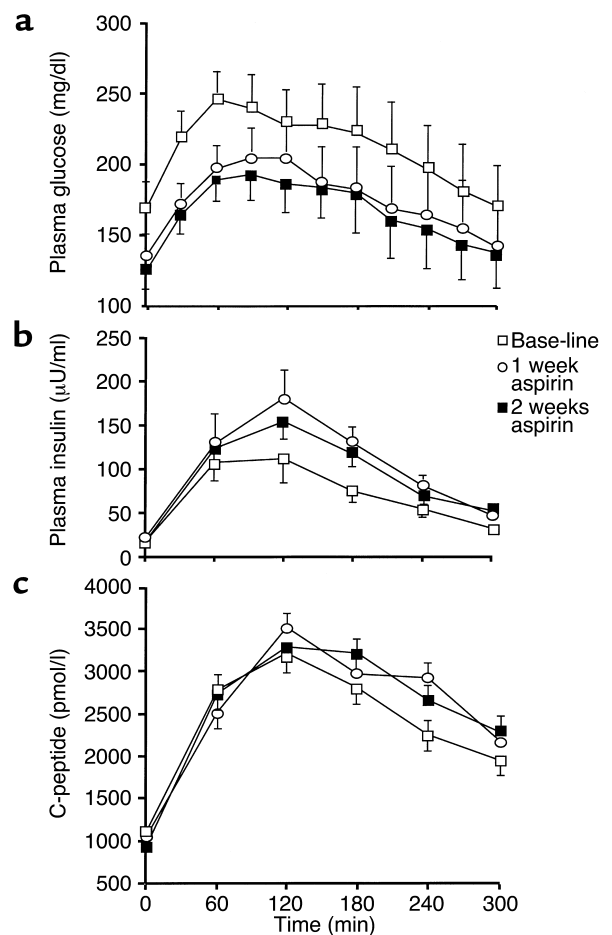 a
Plasma glucose (mg/dl)
300
250
200
150
100
b
Plasma insulin (μU/ml)
250
200
150
100
50
0
Base-line
1 week
aspirin
2 weeks
aspirin
c
C-peptide (pmol/l)
4000
3500
3000
2500
2000
1500
1000
500
0 60 120 180 240 300
Time (min)